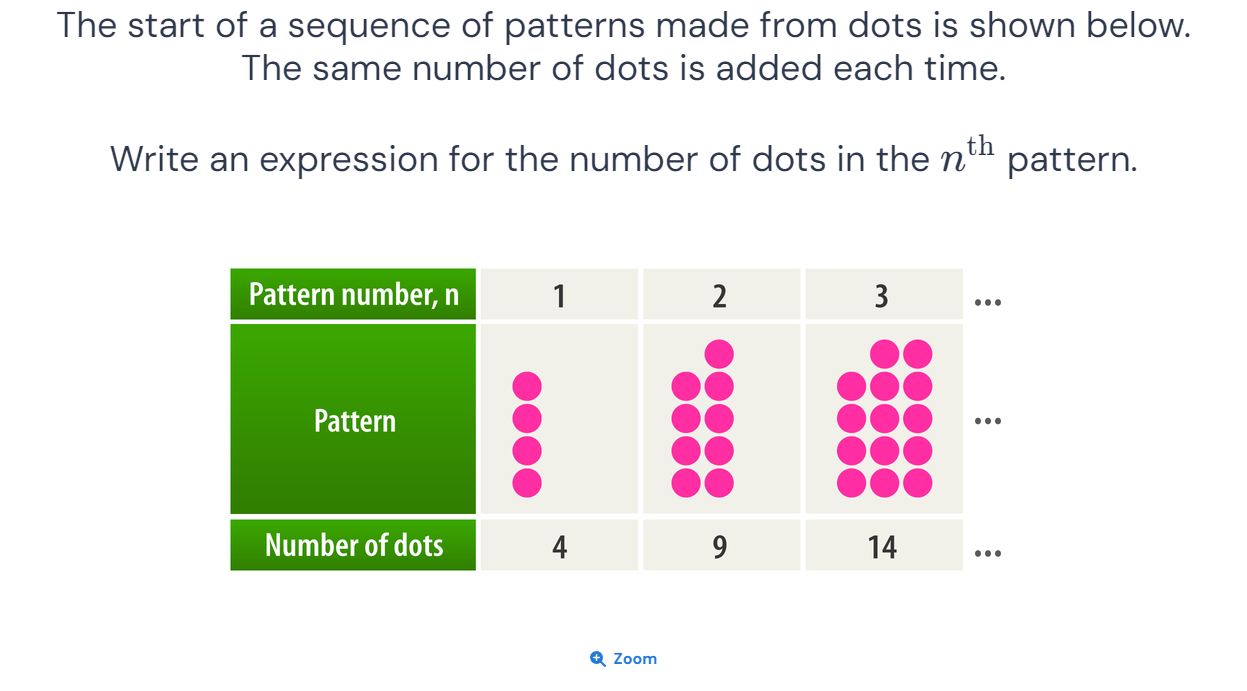 The start of a sequence of patterns made from dots is shown below.
The same number of dots is added each time.
Write an expression for the number of dots in the nᵗʰ pattern.
Pattern number, n 1 2 3 ...
Pattern ...
Number of dots 4 9 14 ...
Zoom